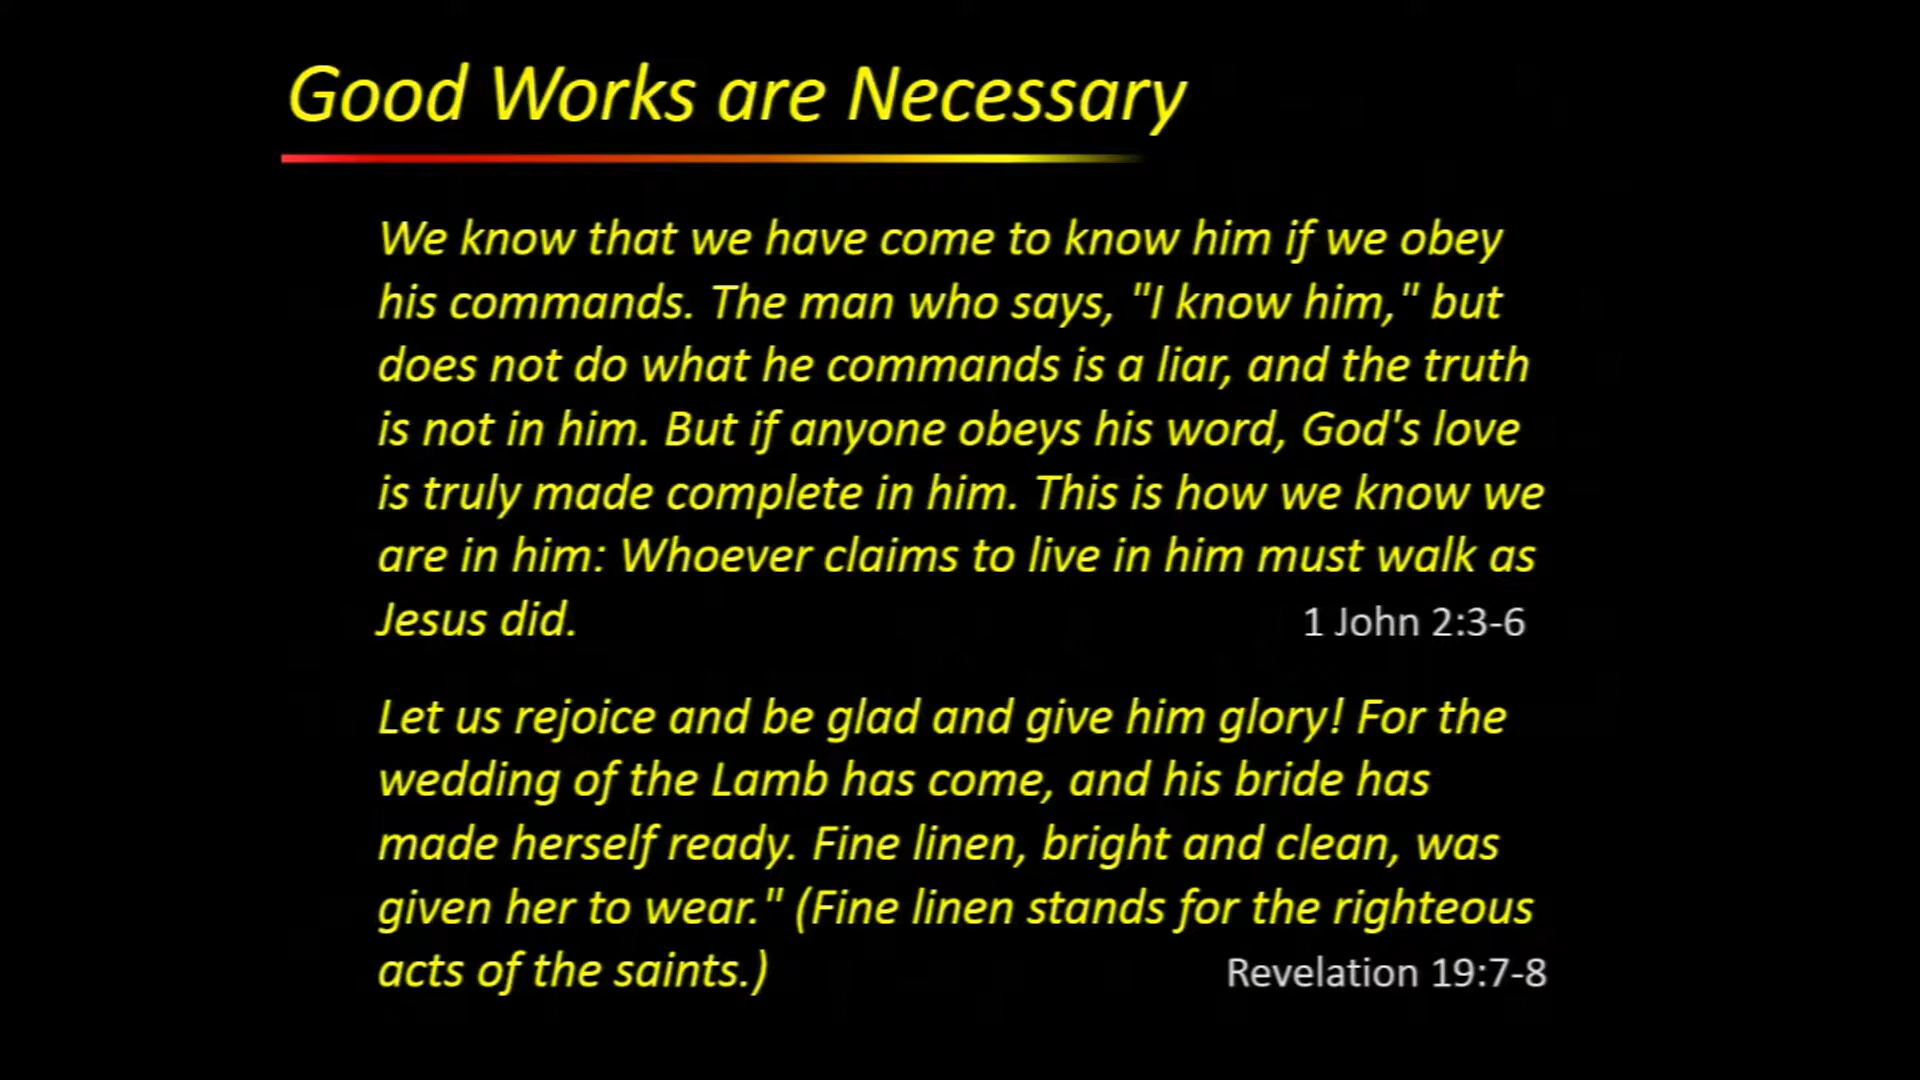 Good Works are Necessary
We know that we have come to know him if we obey
his commands. The man who says, "I know him," but
does not do what he commands is a liar, and the truth
is not in him. But if anyone obeys his word, God's love
is truly made complete in him. This is how we know we
are in him: Whoever claims to live in him must walk as
Jesus did. 1 John 2:3-6
Let us rejoice and be glad and give him glory! For the
wedding of the Lamb has come, and his bride has
made herself ready. Fine linen, bright and clean, was
given her to wear." (Fine linen stands for the righteous
acts of the saints.) Revelation 19:7-8